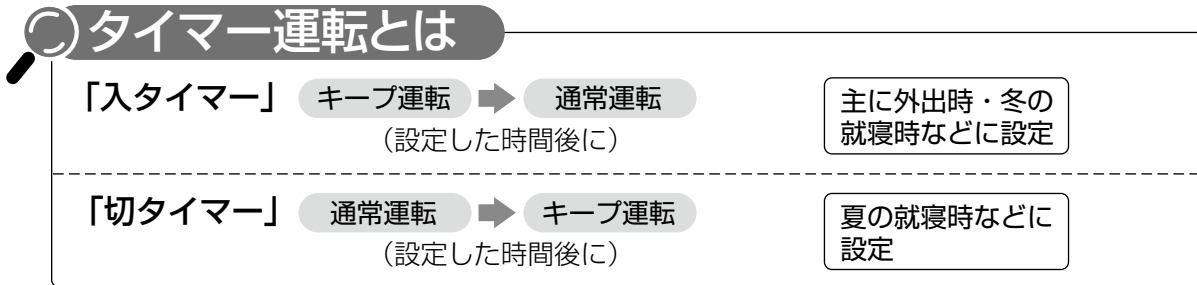 タイマー運転とは
「入タイマー」 キープ運転 ➡ 通常運転
(設定した時間後に)
主に外出時・冬の
就寝時などに設定
「切タイマー」 通常運転 ➡ キープ運転
(設定した時間後に)
夏の就寝時などに
設定